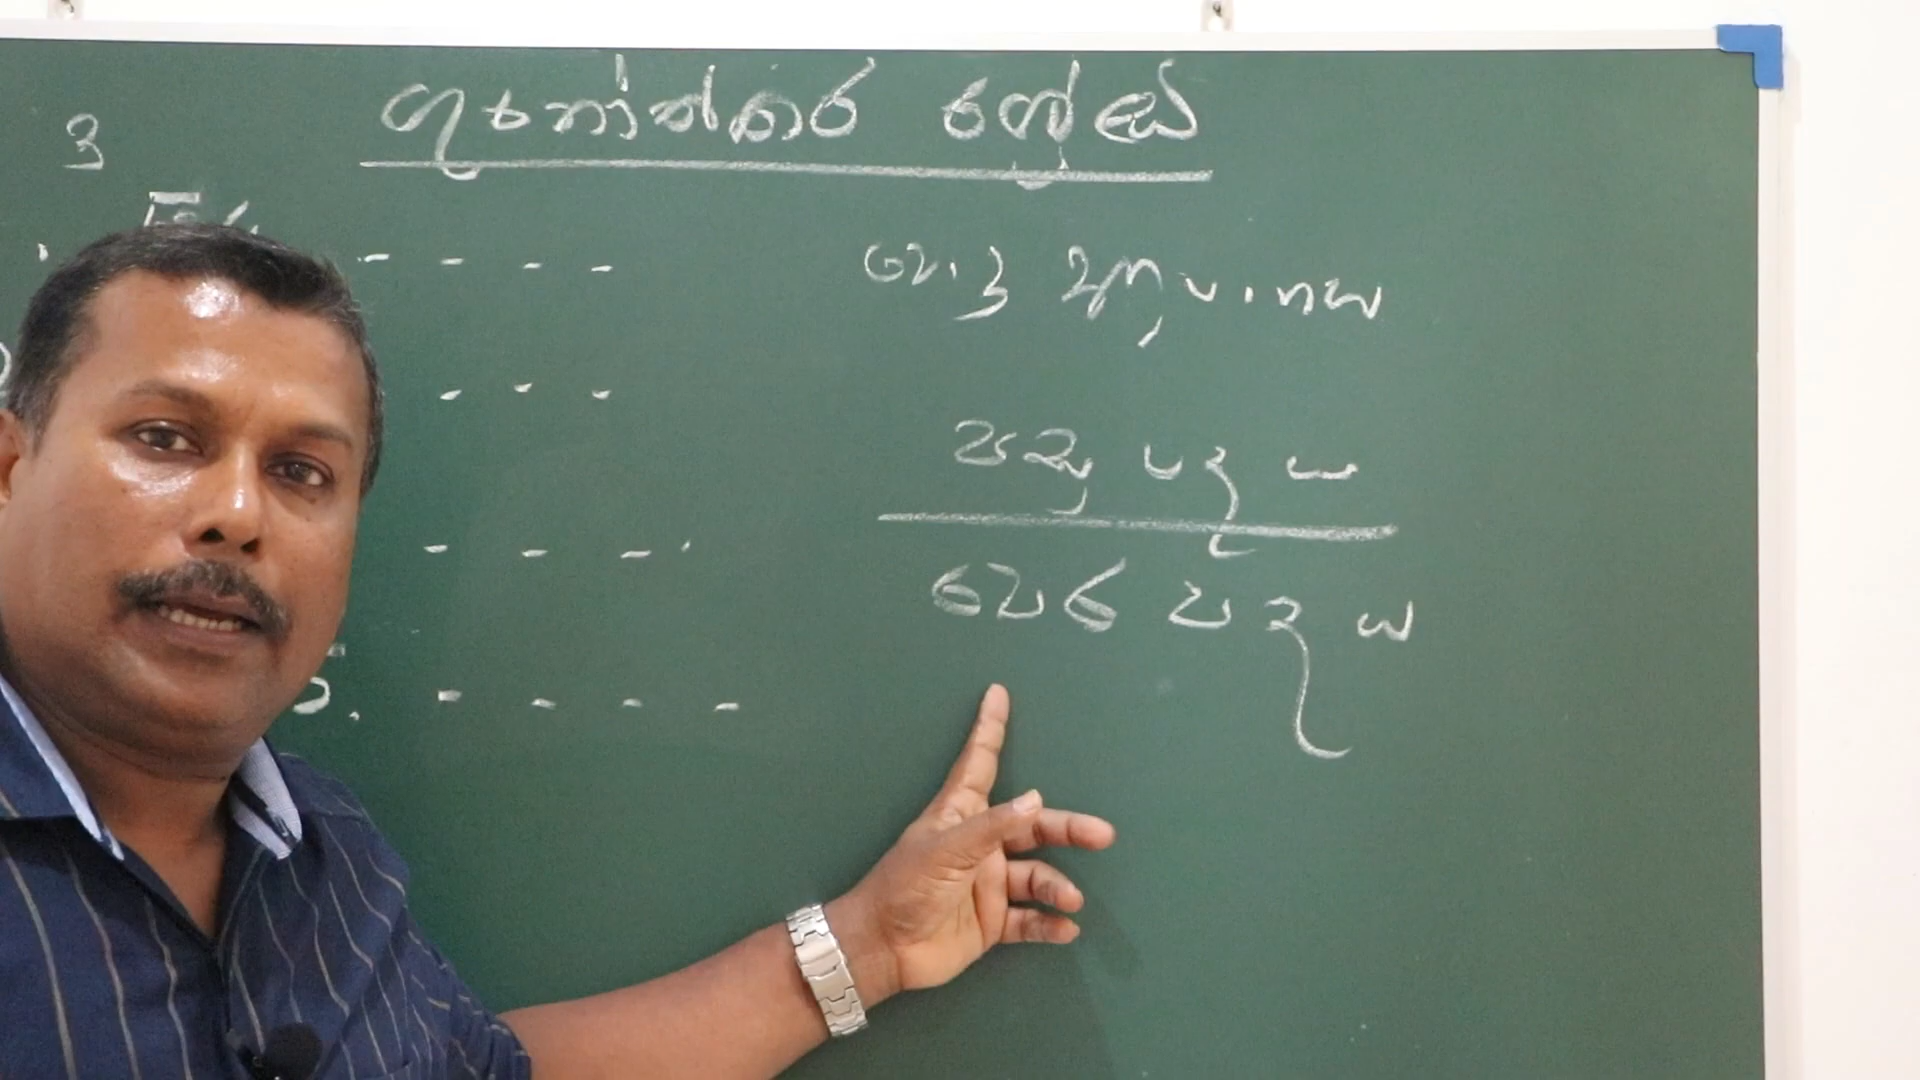 ගුණෝත්තර ශ්‍රේඪි
3
පොදු අනුපාතය
පසු පදය
පෙර පදය